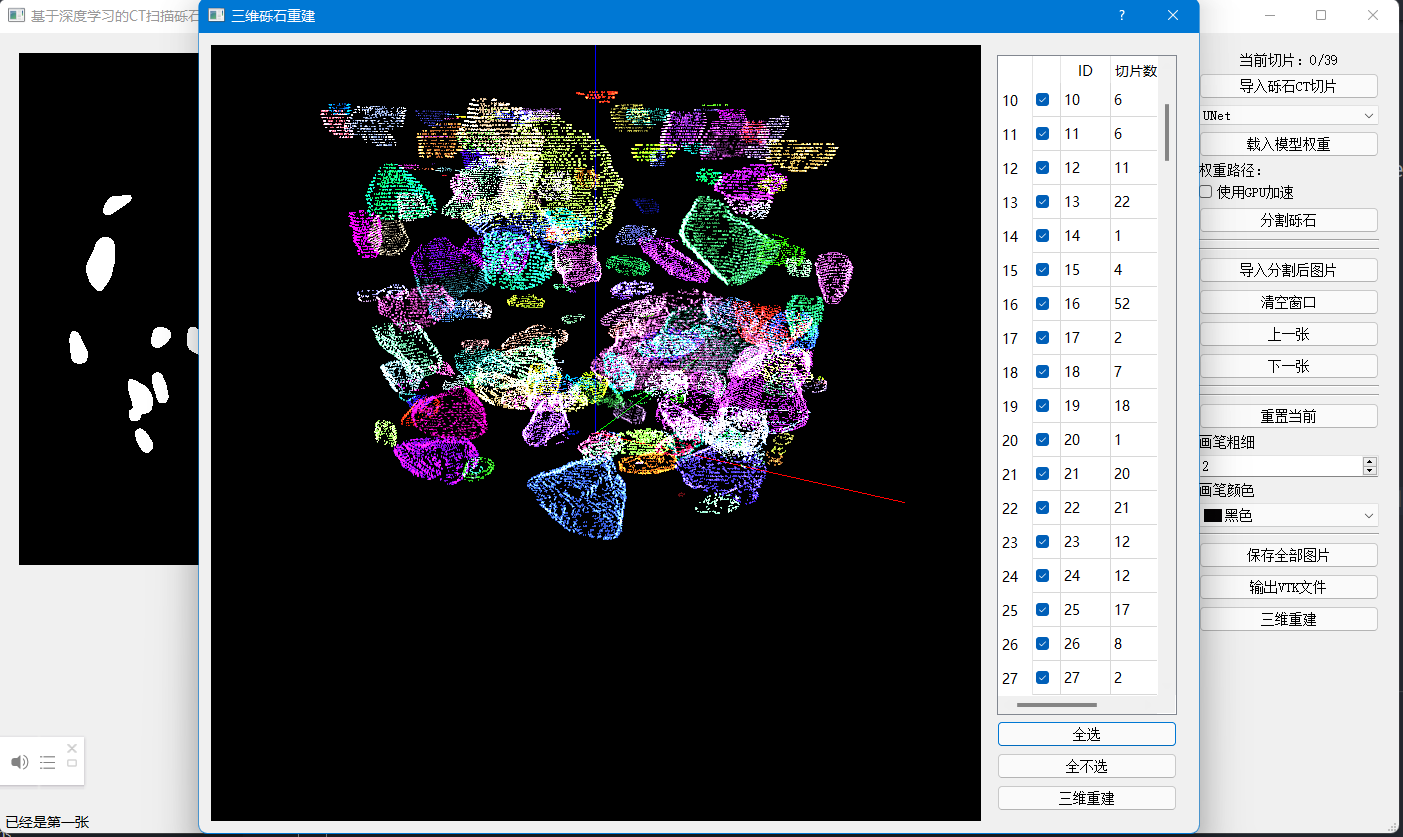 基于深度学习的CT扫描砾石
三维砾石重建
?
ID 切片数
10 10 6
11 11 6
12 12 11
13 13 22
14 14 1
15 15 4
16 16 52
17 17 2
18 18 7
19 19 18
20 20 1
21 21 20
22 22 21
23 23 12
24 24 12
25 25 17
26 26 8
27 27 2
全选
全不选
三维重建
当前切片：0/39
导入砾石CT切片
UNet
载入模型权重
权重路径：
使用GPU加速
分割砾石
导入分割后图片
清空窗口
上一张
下一张
重置当前
画笔粗细
2
画笔颜色
黑色
保存全部图片
输出VTK文件
三维重建
已经是第一张